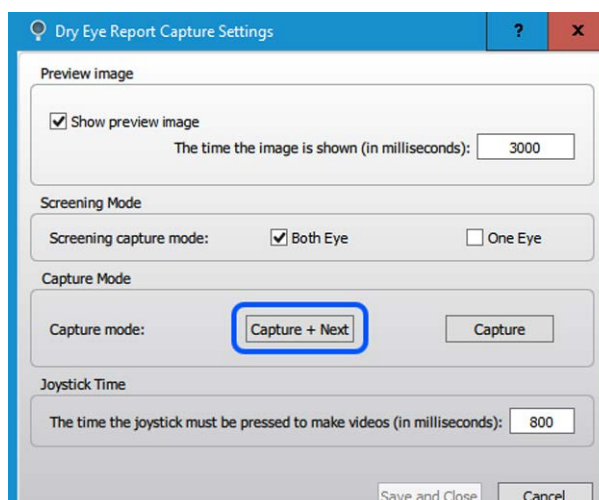 Dry Eye Report Capture Settings ? x
Preview image
Show preview image
The time the image is shown (in milliseconds): 3000
Screening Mode
Screening capture mode: Both Eye One Eye
Capture Mode
Capture mode: Capture + Next Capture
Joystick Time
The time the joystick must be pressed to make videos (in milliseconds): 800
Save and Close Cancel